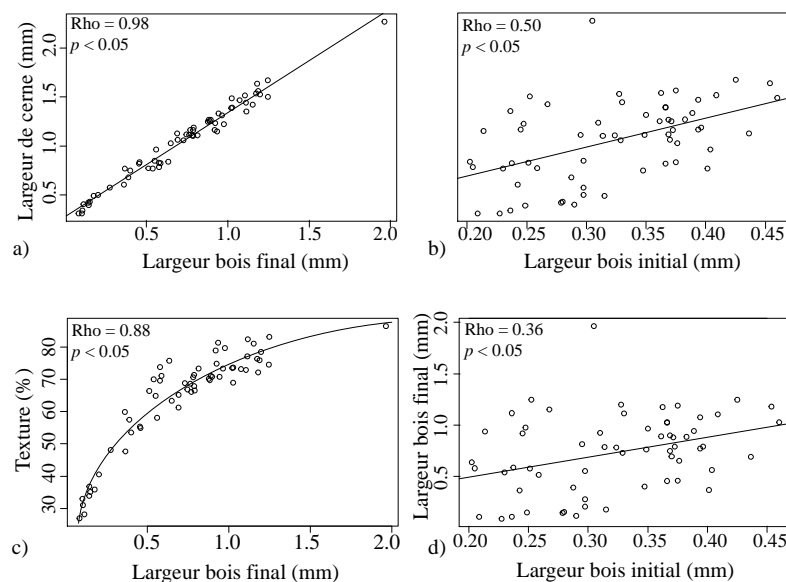 Rho = 0.98
p < 0.05
Largeur de cerne (mm)
2.0
1.5
1.0
0.5
0.5
1.0
1.5
2.0
a)
Largeur bois final (mm)
Rho = 0.50
p < 0.05
0.20
0.25
0.30
0.35
0.40
0.45
b)
Largeur bois initial (mm)
Rho = 0.88
p < 0.05
Texture (%)
80
70
60
50
40
30
0.5
1.0
1.5
2.0
c)
Largeur bois final (mm)
Rho = 0.36
p < 0.05
Largeur bois final (mm)
2.0
1.5
1.0
0.5
0.20
0.25
0.30
0.35
0.40
0.45
d)
Largeur bois initial (mm)